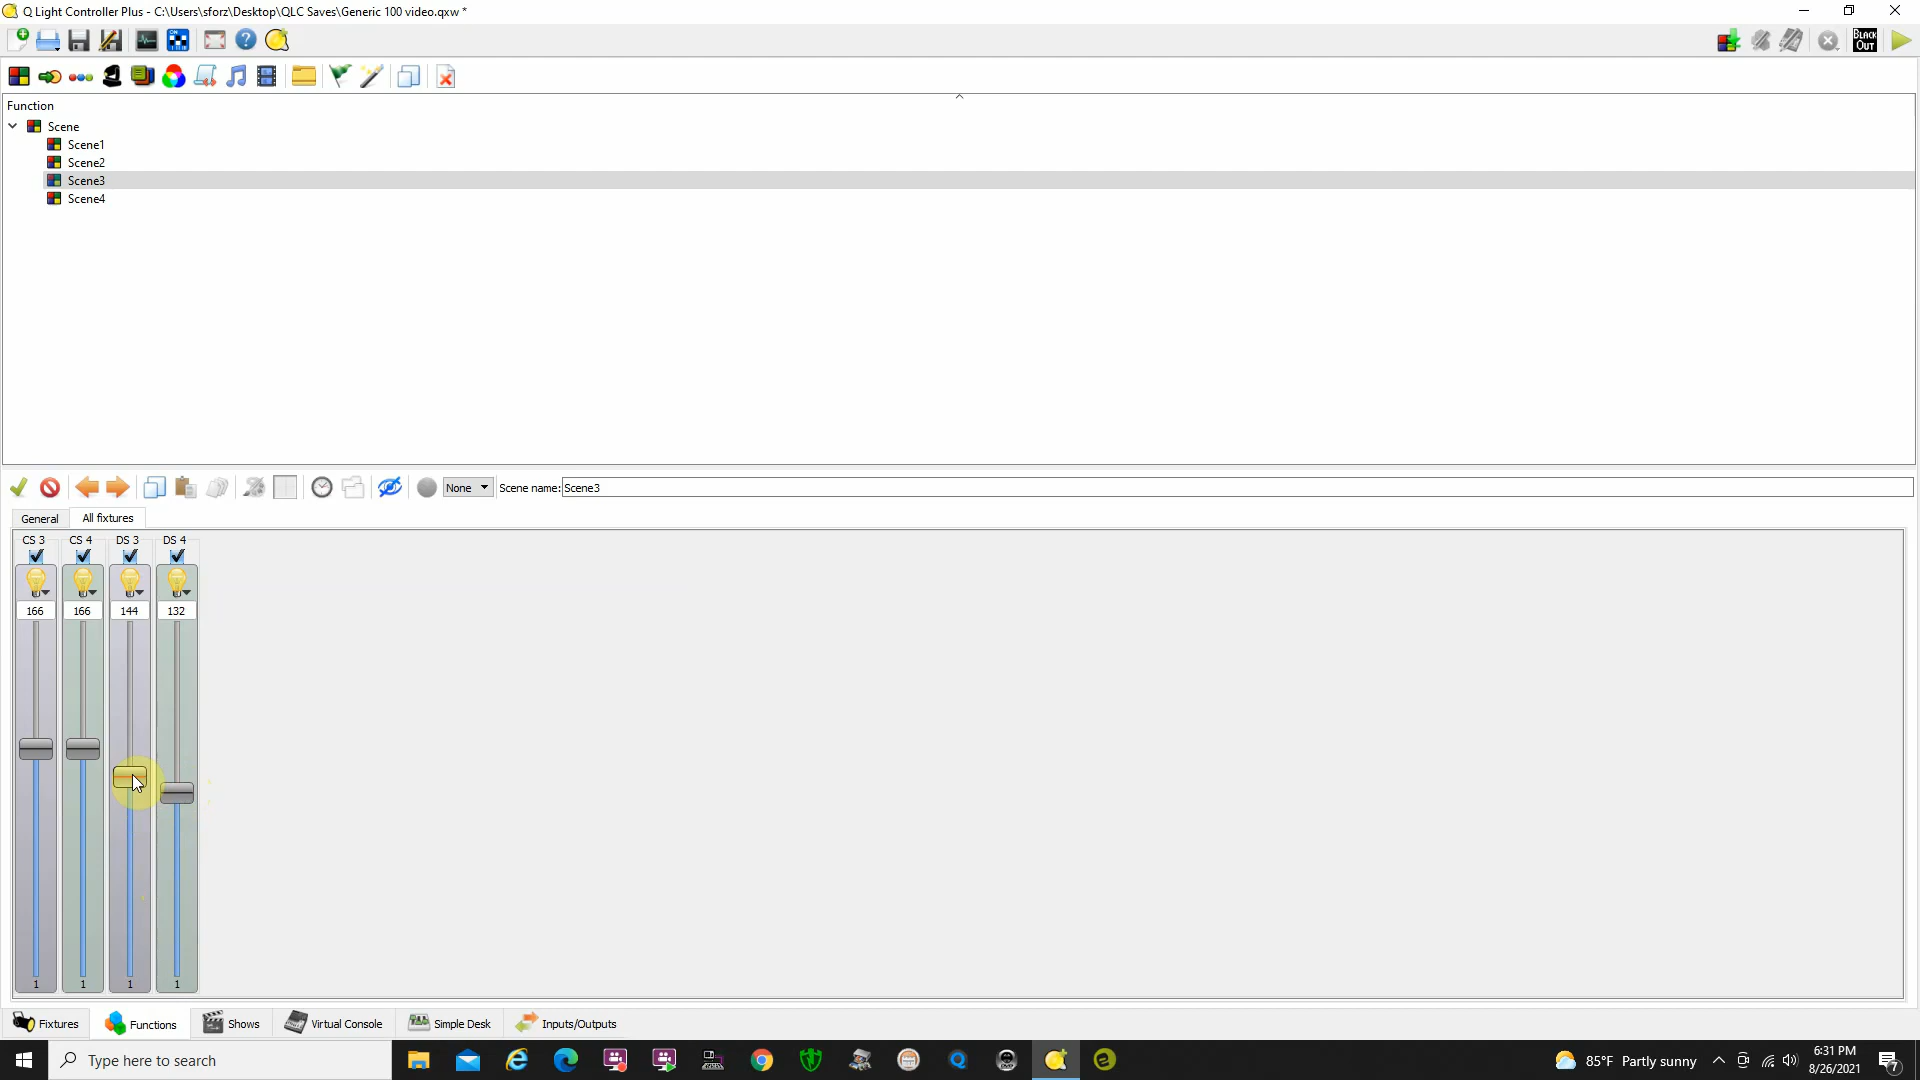 Q Light Controller Plus - C:\Users\sforz\Desktop\QLC Saves\Generic 100 video.qxw *
BLACK
OUT
Function
Scene
Scene1
Scene2
Scene3
Scene4
None
Scene name: Scene3
General
All fixtures
CS 3 CS 4 DS 3 DS 4
166 166 144 132
1 1 1 1
Fixtures
Functions
Shows
Virtual Console
Simple Desk
Inputs/Outputs
Type here to search
85°F Partly sunny
6:31 PM
8/26/2021
7